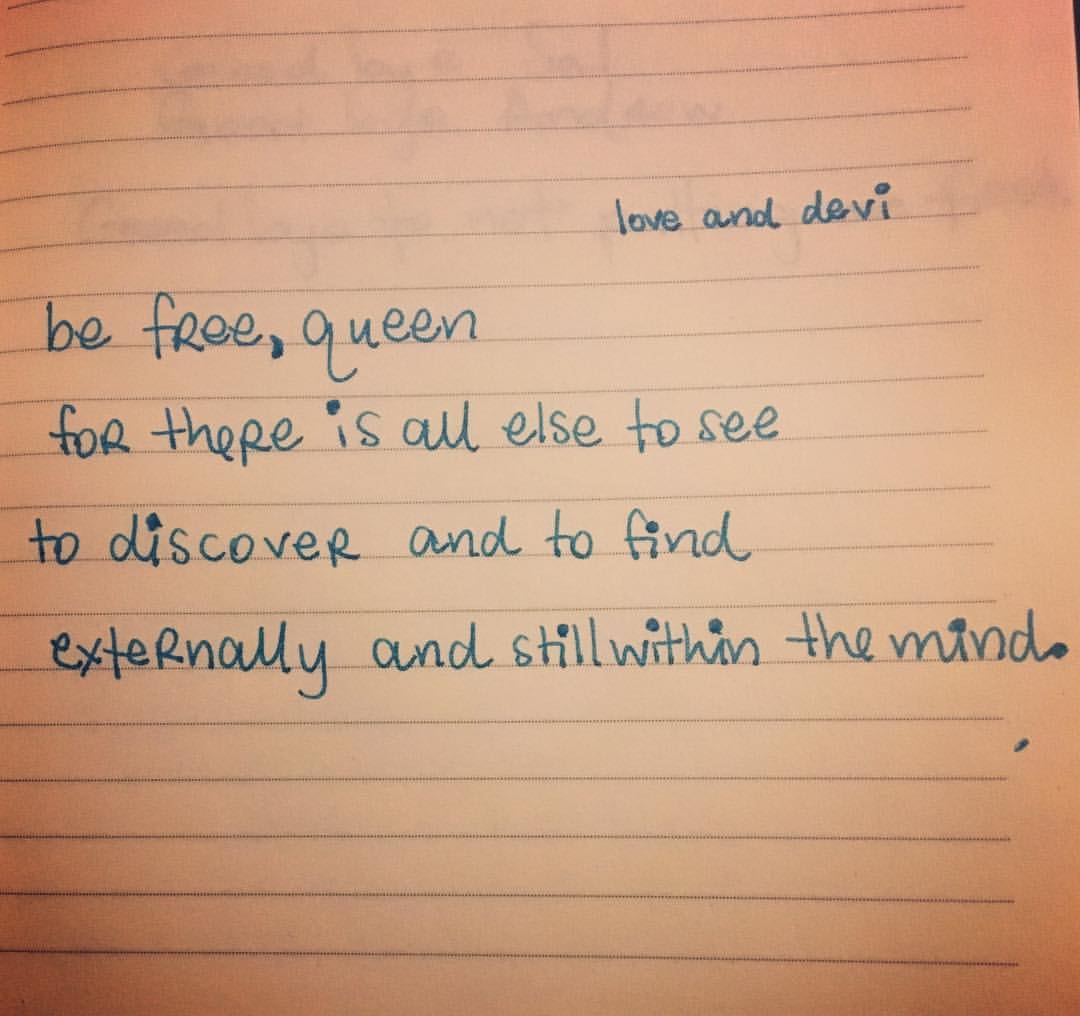 love and devi
be free, queen
for there is all else to see
to discover and to find
externally and still within the mind.